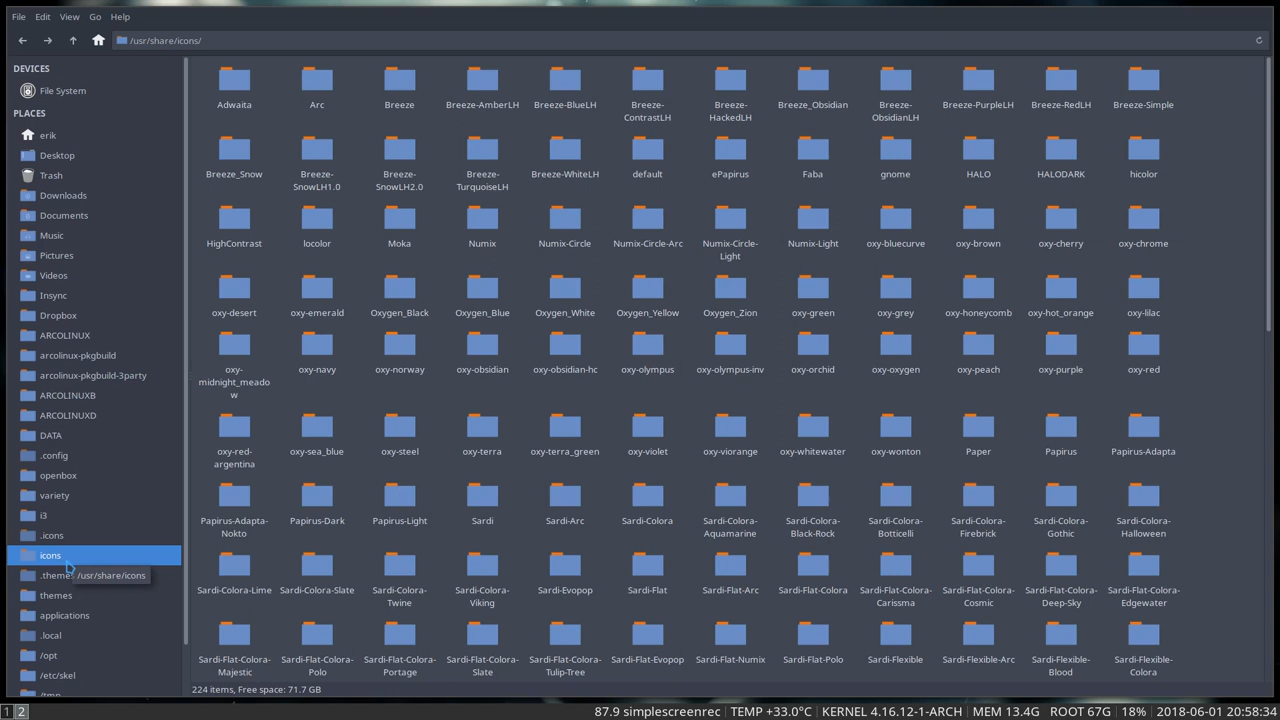 File Edit View Go Help
/usr/share/icons/
DEVICES
File System
PLACES
erik
Desktop
Trash
Downloads
Documents
Music
Pictures
Videos
Insync
Dropbox
ARCOLINUX
arcolinux-pkgbuild
arcolinux-pkgbuild-3party
ARCOLINUXB
ARCOLINUXD
DATA
.config
openbox
variety
i3
.icons
icons
.theme /usr/share/icons
themes
applications
.local
/opt
/etc/skel
/tmp
Adwaita Arc Breeze Breeze-AmberLH Breeze-BlueLH Breeze- Breeze- Breeze_Obsidian Breeze- Breeze-PurpleLH Breeze-RedLH Breeze-Simple
ContrastLH HackedLH ObsidianLH
Breeze_Snow Breeze- Breeze- Breeze- Breeze-WhiteLH default ePapirus Faba gnome HALO HALODARK hicolor
SnowLH1.0 SnowLH2.0 TurquoiseLH
HighContrast locolor Moka Numix Numix-Circle Numix-Circle-Arc Numix-Circle- Numix-Light oxy-bluecurve oxy-brown oxy-cherry oxy-chrome
Light
oxy-desert oxy-emerald Oxygen_Black Oxygen_Blue Oxygen_White Oxygen_Yellow Oxygen_Zion oxy-green oxy-grey oxy-honeycomb oxy-hot_orange oxy-lilac
oxy- oxy-navy oxy-norway oxy-obsidian oxy-obsidian-hc oxy-olympus oxy-olympus-inv oxy-orchid oxy-oxygen oxy-peach oxy-purple oxy-red
midnight_meado
w
oxy-red- oxy-sea_blue oxy-steel oxy-terra oxy-terra_green oxy-violet oxy-viorange oxy-whitewater oxy-wonton Paper Papirus Papirus-Adapta
argentina
Papirus-Adapta- Papirus-Dark Papirus-Light Sardi Sardi-Arc Sardi-Colora Sardi-Colora- Sardi-Colora- Sardi-Colora- Sardi-Colora- Sardi-Colora- Sardi-Colora-
Nokto Aquamarine Black-Rock Botticelli Firebrick Gothic Halloween
Sardi-Colora-Lime Sardi-Colora-Slate Sardi-Colora- Sardi-Colora- Sardi-Evopop Sardi-Flat Sardi-Flat-Arc Sardi-Flat-Colora Sardi-Flat-Colora- Sardi-Flat-Colora- Sardi-Flat-Colora- Sardi-Flat-Colora-
Twine Viking Carissma Cosmic Deep-Sky Edgewater
Sardi-Flat-Colora- Sardi-Flat-Colora- Sardi-Flat-Colora- Sardi-Flat-Colora- Sardi-Flat-Colora- Sardi-Flat-Evopop Sardi-Flat-Numix Sardi-Flat-Polo Sardi-Flexible Sardi-Flexible-Arc Sardi-Flexible- Sardi-Flexible-
Majestic Polo Portage Slate Tulip-Tree Blood Colora
224 items, Free space: 71.7 GB
1 2 87.9 simplescreenrec TEMP +33.0°C KERNEL 4.16.12-1-ARCH MEM 13.4G ROOT 67G 18% 2018-06-01 20:58:34